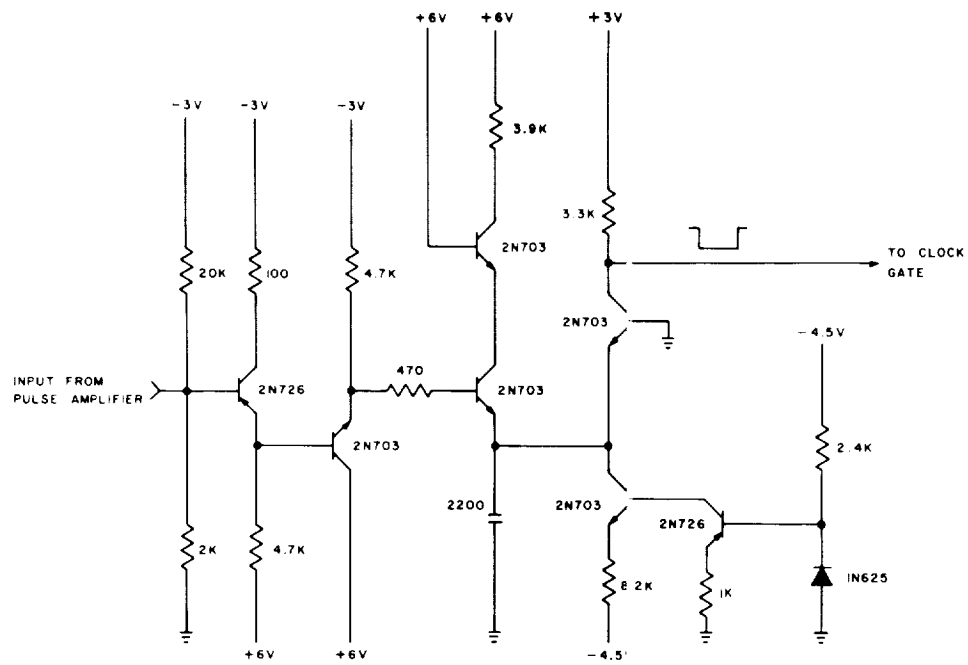 +6V +6V +3V
-3V -3V -3V
3.9K
3.3K
20K 100 4.7K
2N703
TO CLOCK
GATE
2N703
-4.5V
INPUT FROM
PULSE AMPLIFIER
2N726
470
2N703
2N703
2.4K
2200
2N703
2N726
2K 4.7K
8.2K
1K
1N625
+6V +6V
-4.5'